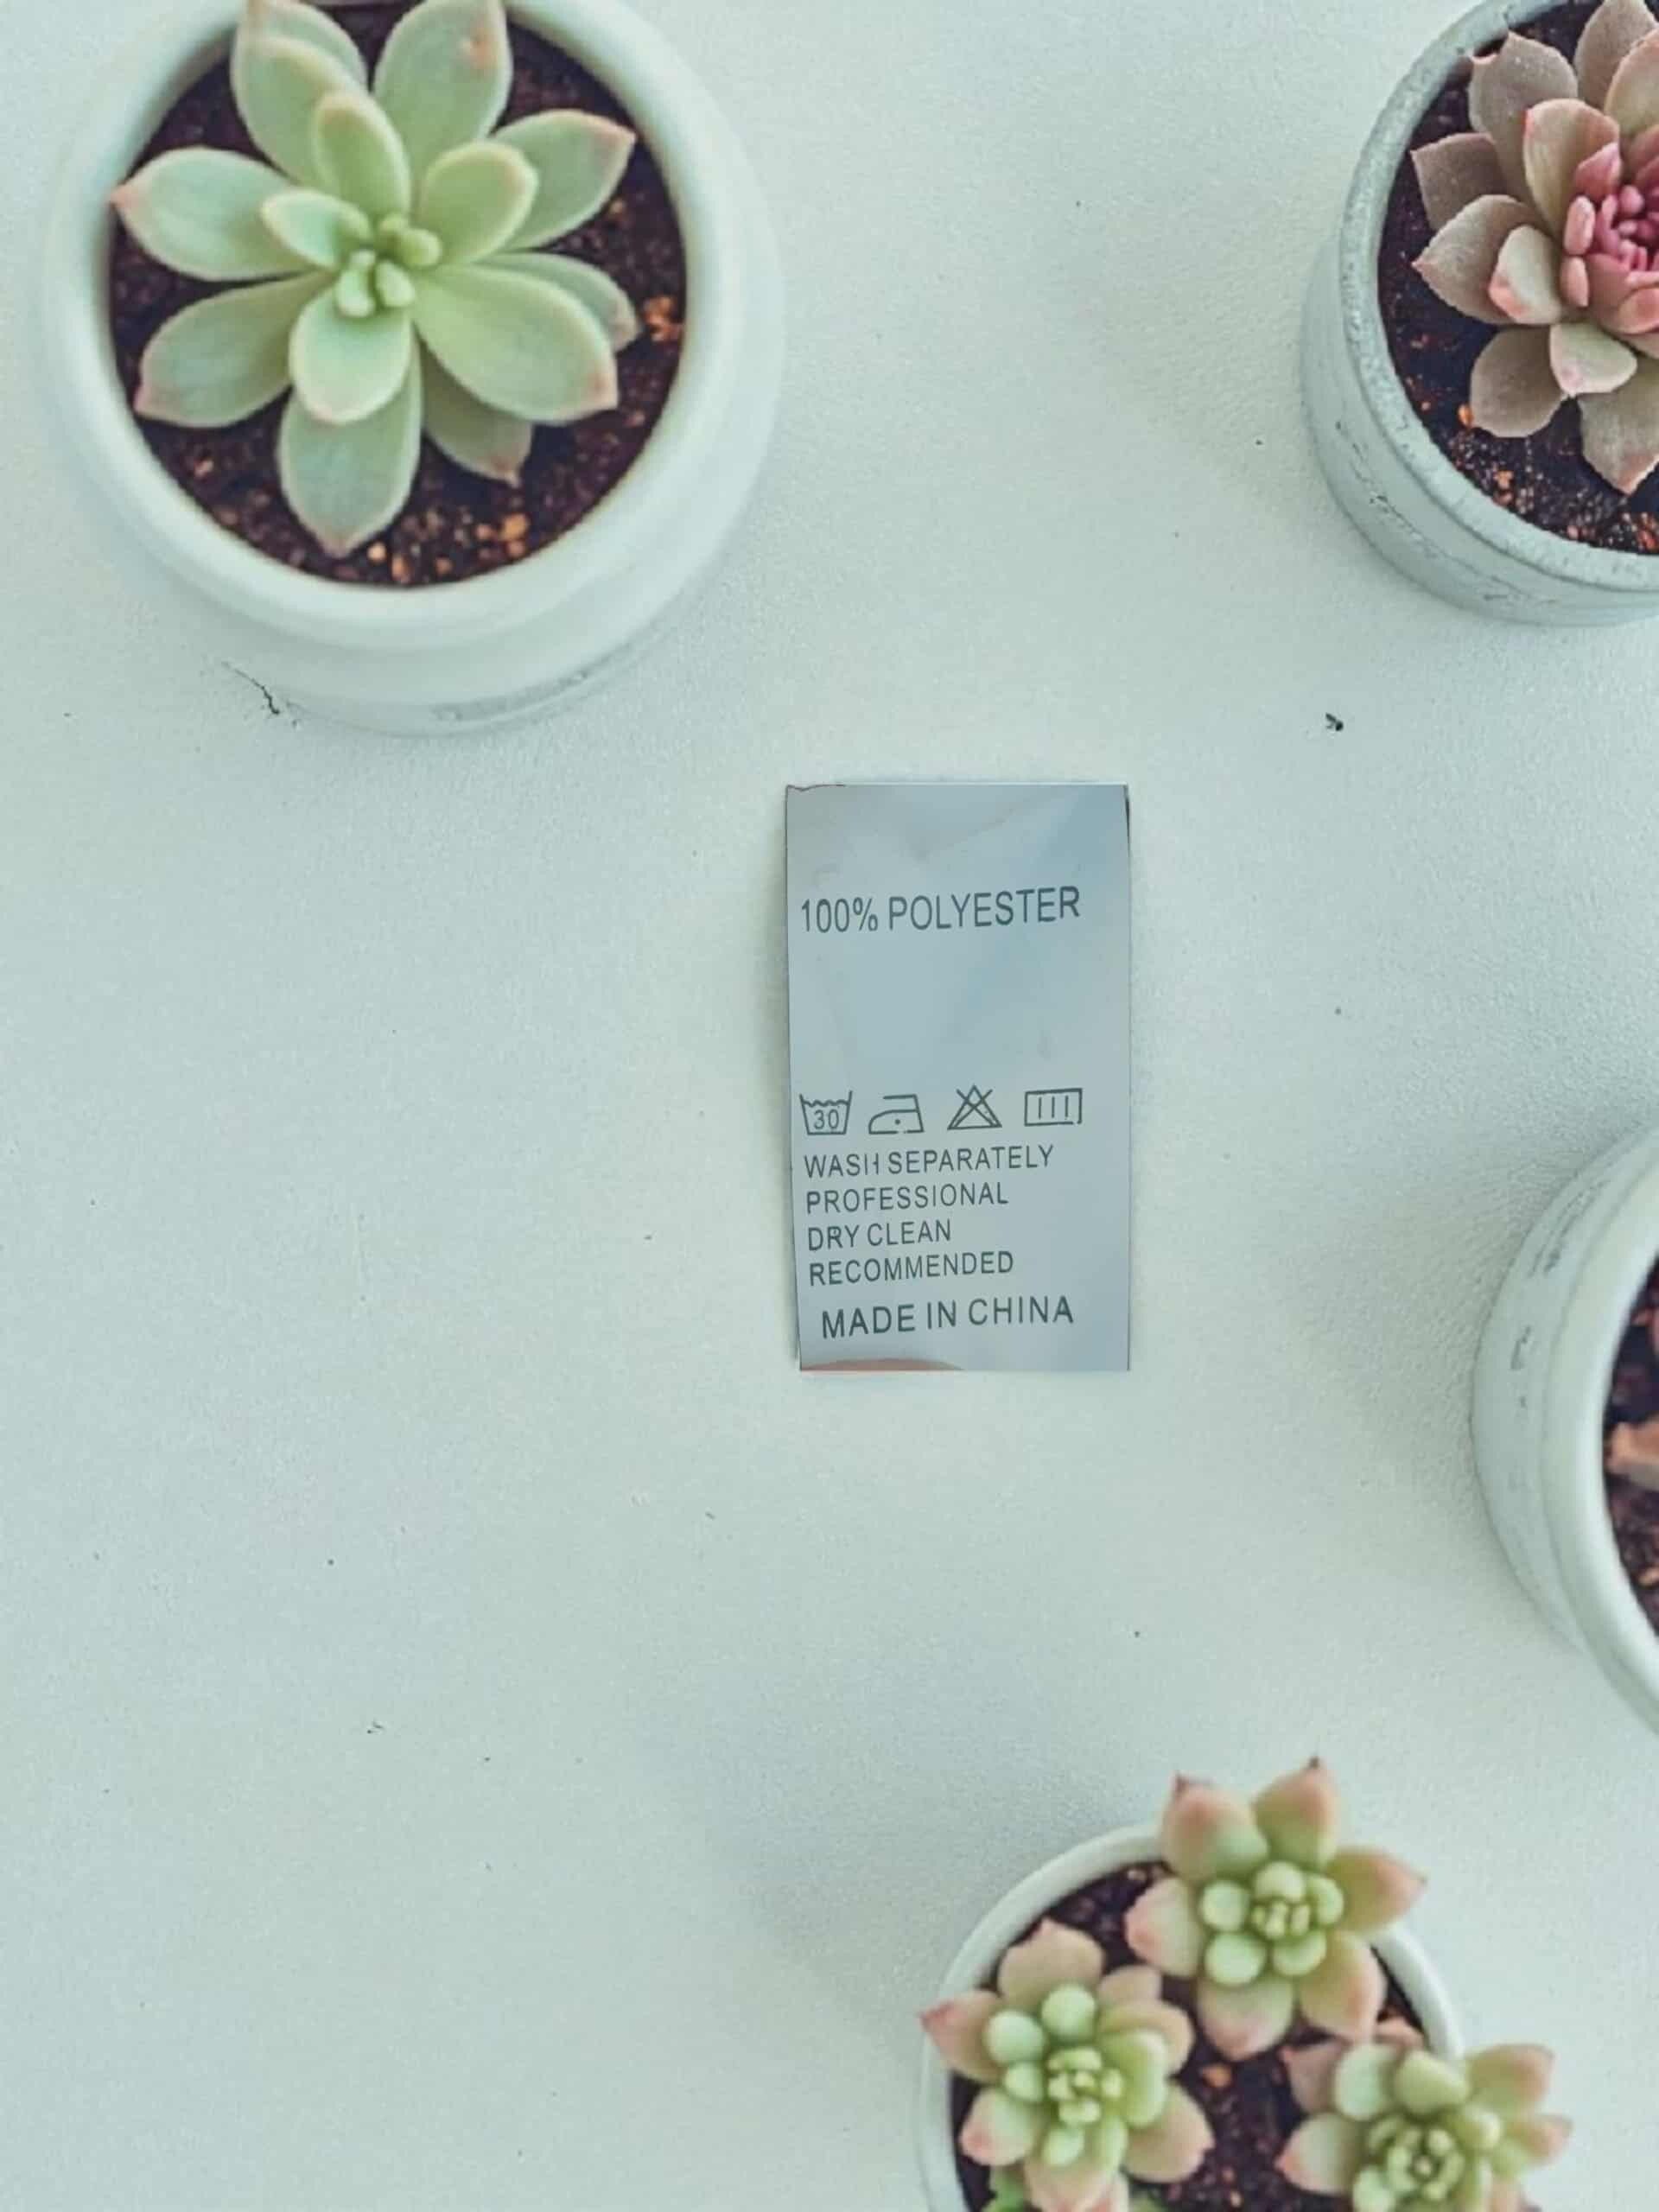 100% POLYESTER
30
WASH SEPARATELY
PROFESSIONAL
DRY CLEAN
RECOMMENDED
MADE IN CHINA